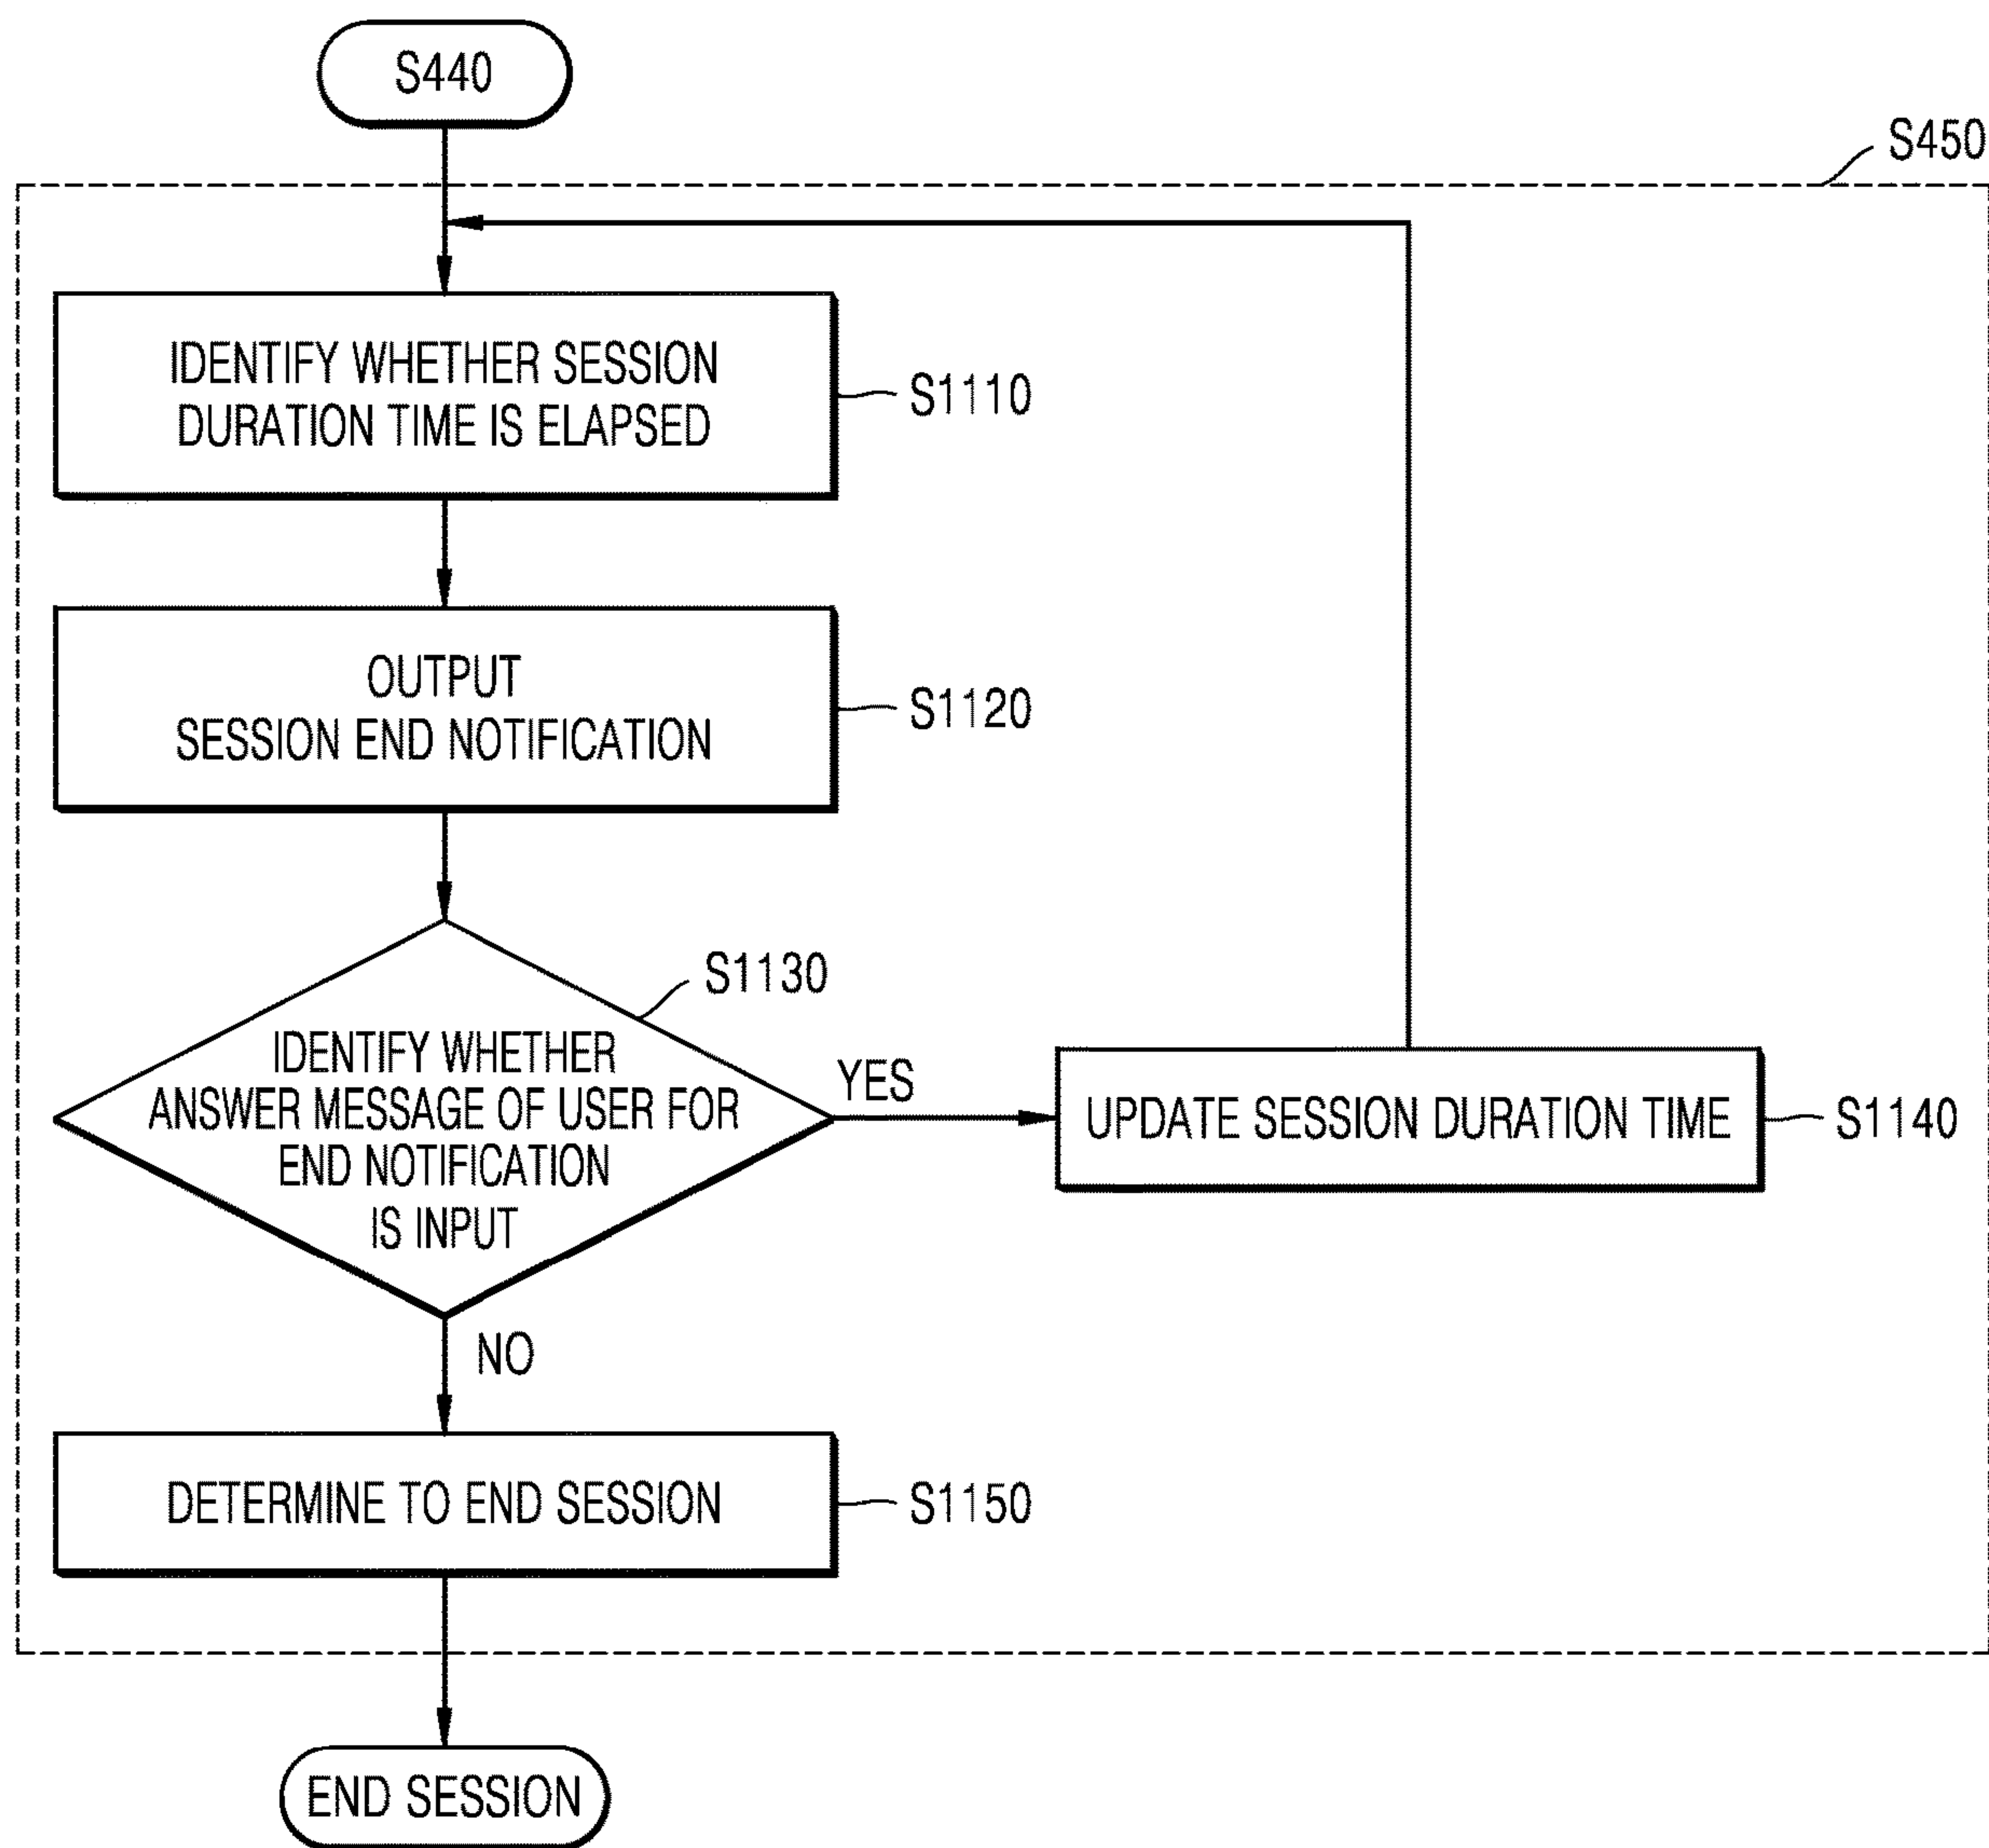 S440
S450
IDENTIFY WHETHER SESSION
DURATION TIME IS ELAPSED
S1110
OUTPUT
SESSION END NOTIFICATION
S1120
S1130
IDENTIFY WHETHER
ANSWER MESSAGE OF USER FOR
END NOTIFICATION
IS INPUT
YES
UPDATE SESSION DURATION TIME
S1140
NO
DETERMINE TO END SESSION
S1150
END SESSION